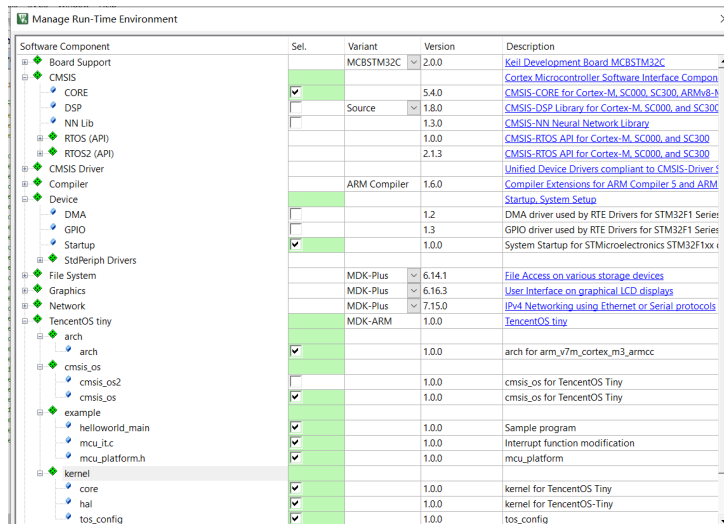 Manage Run-Time Environment
Software Component Sel. Variant Version Description
Board Support MCBSTM32C 2.0.0 Keil Development Board MCBSTM32C
CMSIS Cortex Microcontroller Software Interface Compon
CORE 5.4.0 CMSIS-CORE for Cortex-M, SC000, SC300, ARMv8-M
DSP Source 1.8.0 CMSIS-DSP Library for Cortex-M, SC000, and SC300
NN Lib 1.3.0 CMSIS-NN Neural Network Library
RTOS (API) 1.0.0 CMSIS-RTOS API for Cortex-M, SC000, and SC300
RTOS2 (API) 2.1.3 CMSIS-RTOS API for Cortex-M, SC000, and SC300
CMSIS Driver Unified Device Drivers compliant to CMSIS-Driver S
Compiler ARM Compiler 1.6.0 Compiler Extensions for ARM Compiler 5 and ARM
Device Startup, System Setup
DMA 1.2 DMA driver used by RTE Drivers for STM32F1 Series
GPIO 1.3 GPIO driver used by RTE Drivers for STM32F1 Series
Startup 1.0.0 System Startup for STMicroelectronics STM32F1xx
StdPeriph Drivers
File System MDK-Plus 6.14.1 File Access on various storage devices
Graphics MDK-Plus 6.16.3 User Interface on graphical LCD displays
Network MDK-Plus 7.15.0 IPv4 Networking using Ethernet or Serial protocols
TencentOS tiny MDK-ARM 1.0.0 TencentOS tiny
arch
arch 1.0.0 arch for arm_v7m_cortex_m3_armcc
cmsis_os
cmsis_os2 1.0.0 cmsis_os for TencentOS Tiny
cmsis_os 1.0.0 cmsis_os for TencentOS Tiny
example
helloworld_main 1.0.0 Sample program
mcu_it.c 1.0.0 Interrupt function modification
mcu_platform.h 1.0.0 mcu_platform
kernel
core 1.0.0 kernel for TencentOS Tiny
hal 1.0.0 kernel for TencentOS-Tiny
tos_config 1.0.0 tos_config